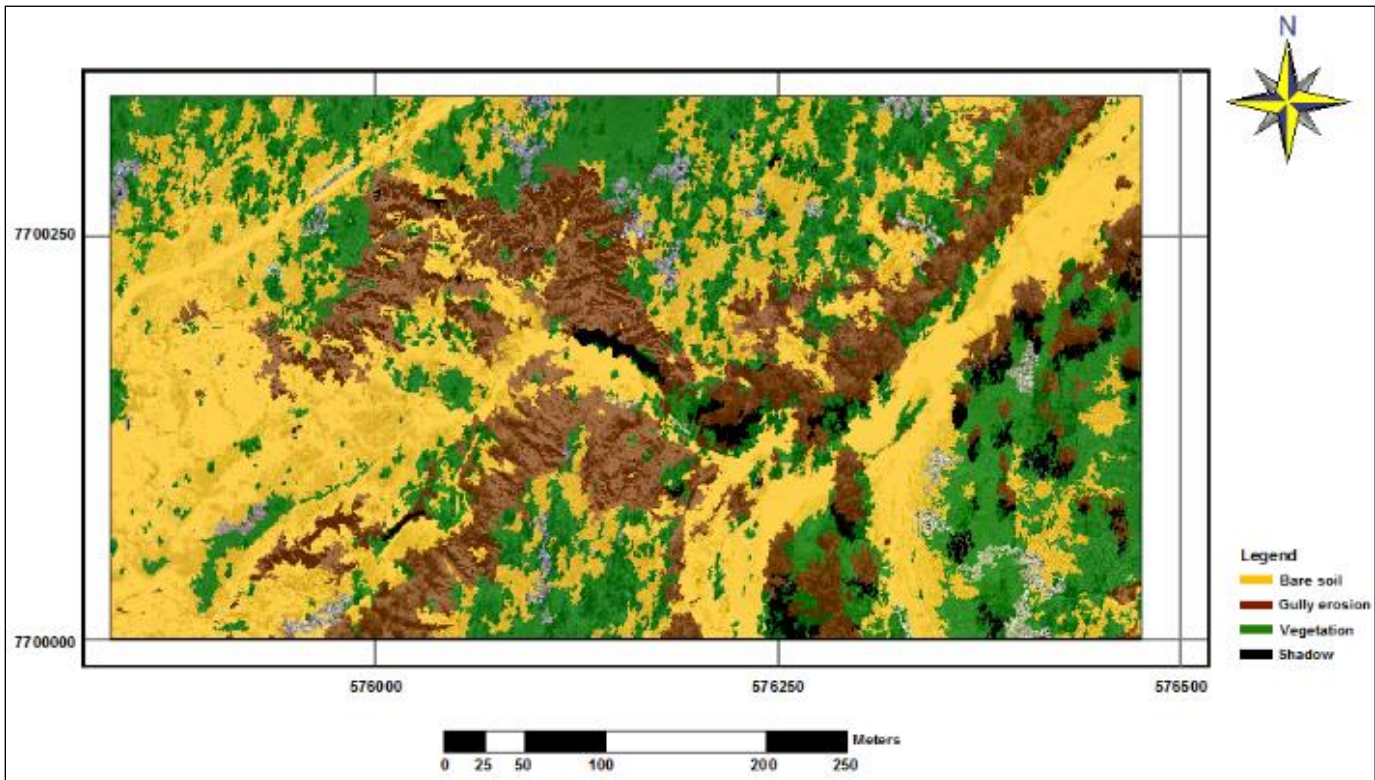 N
7700250
7700000
576000 576250 576500
Legend
Bare soil
Gully erosion
Vegetation
Shadow
Meters
0 25 50 100 200 250